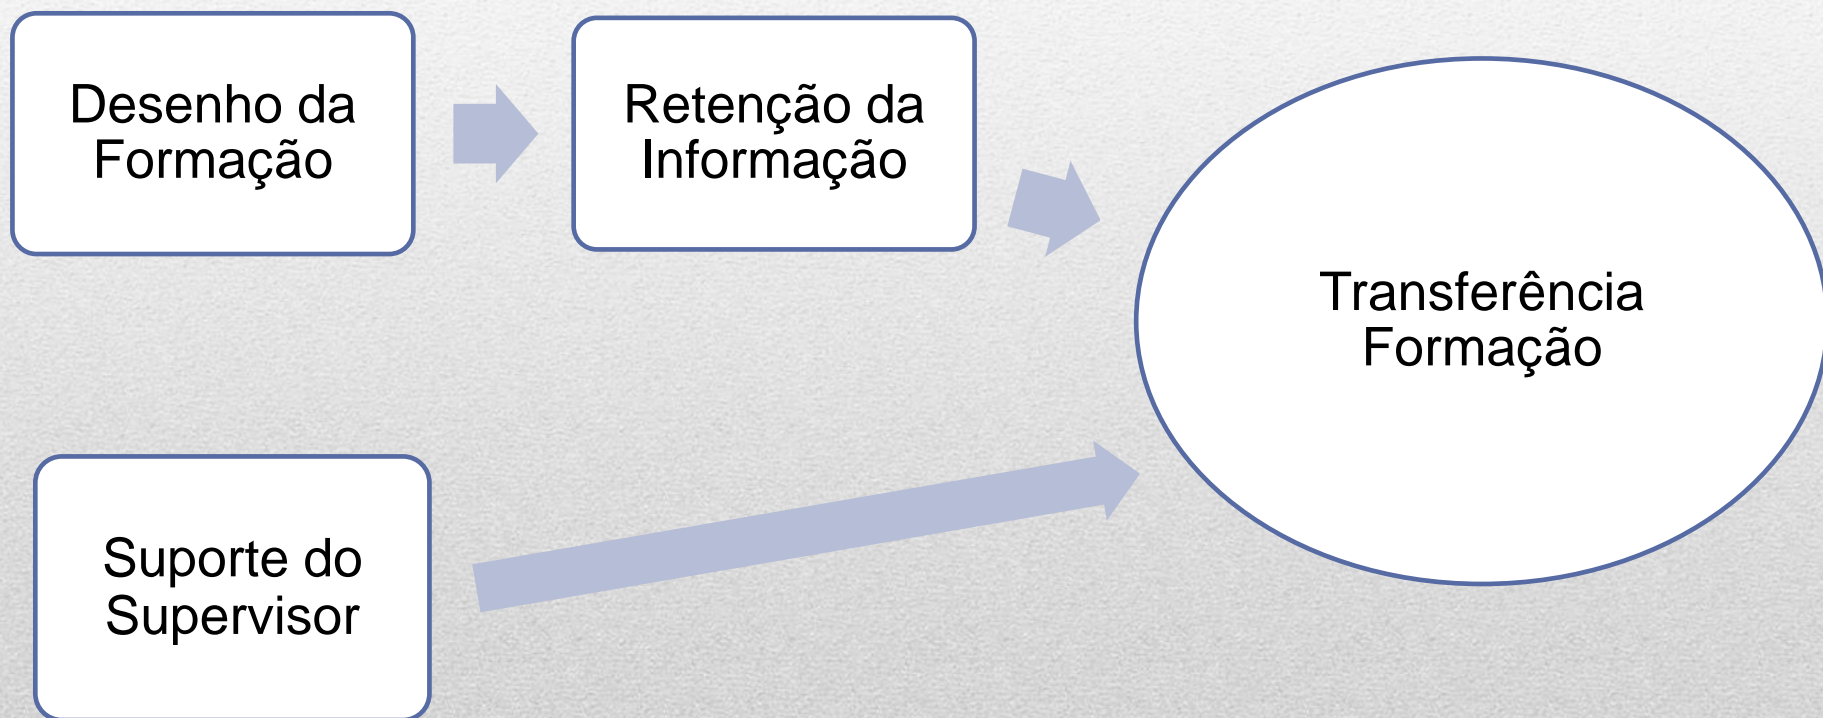 Desenho da
Formação
Retenção da
Informação
Transferência
Formação
Suporte do
Supervisor